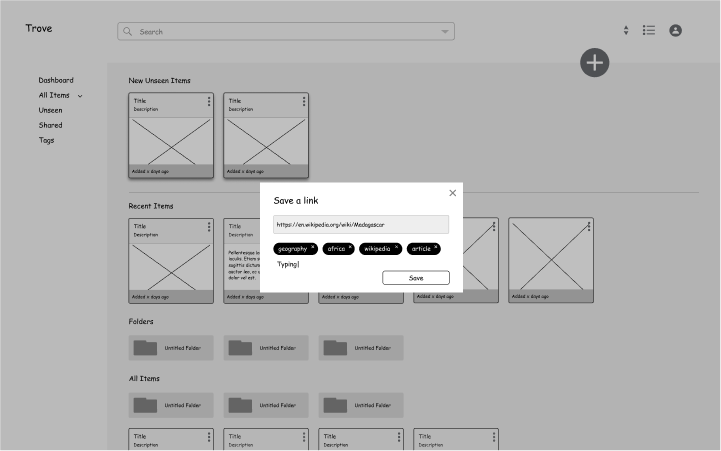 Trove
Search
Dashboard
All Items
Unseen
Shared
Tags
New Unseen Items
Title
Description
Added n days ago
Title
Description
Added n days ago
Save a link
https://en.wikipedia.org/wiki/Madagascar
geography × africa × wikipedia × article ×
Typing|
Save
Recent Items
Title
Description
Added n days ago
Title
Description
Pellentesque
iaculis. Etiam
sagittis dictum
auctor leo, ac
dolor vel est.
Added n days ago
Added n days ago
Added n days ago
Added n days ago
Folders
Untitled Folder
Untitled Folder
Untitled Folder
All Items
Untitled Folder
Untitled Folder
Untitled Folder
Title
Description
Title
Description
Title
Description
Title
Description